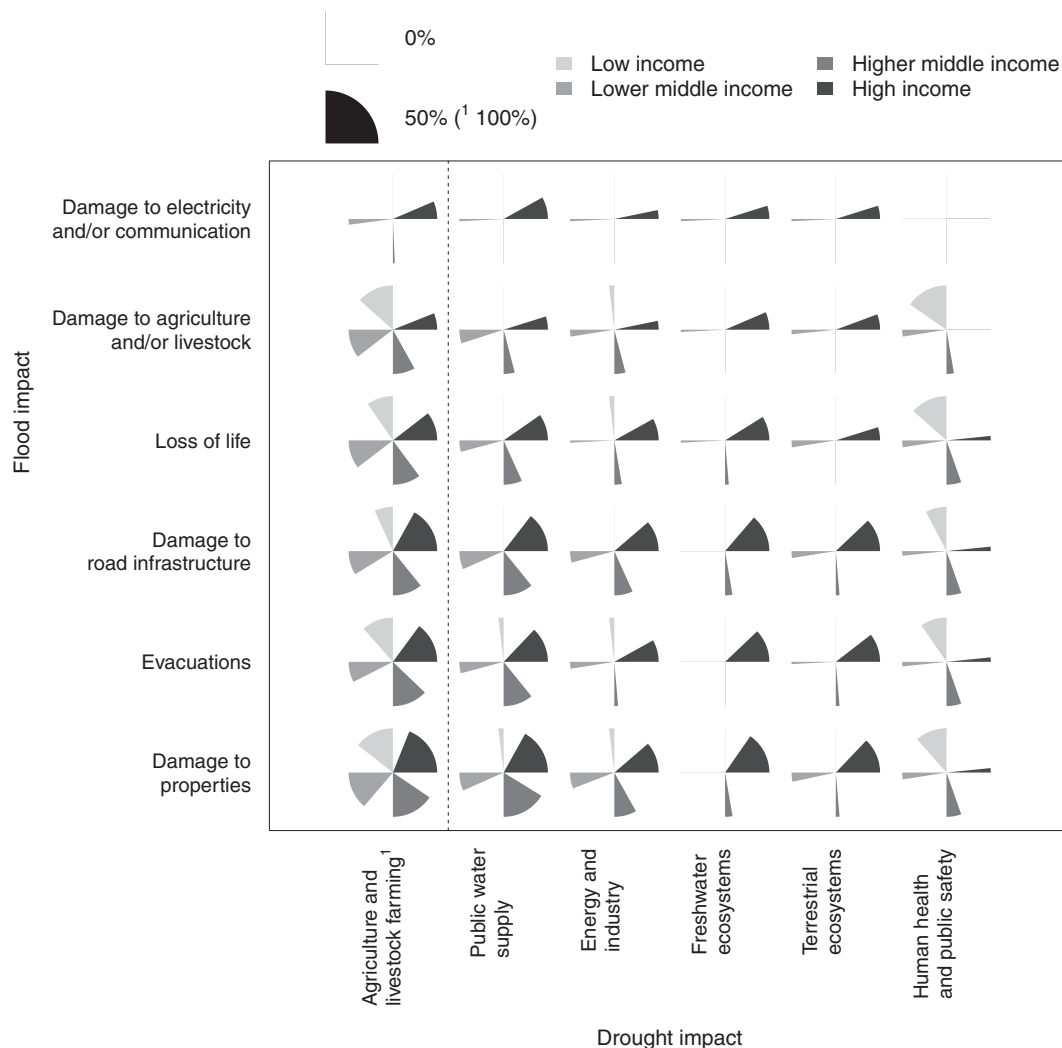 0%
50% (1 100%)
Low income
Lower middle income
Higher middle income
High income
Flood impact
Damage to electricity
and/or communication
Damage to agriculture
and/or livestock
Loss of life
Damage to
road infrastructure
Evacuations
Damage to
properties
Agriculture and
livestock farming1
Public water
supply
Energy and
industry
Freshwater
ecosystems
Terrestrial
ecosystems
Human health
and public safety
Drought impact